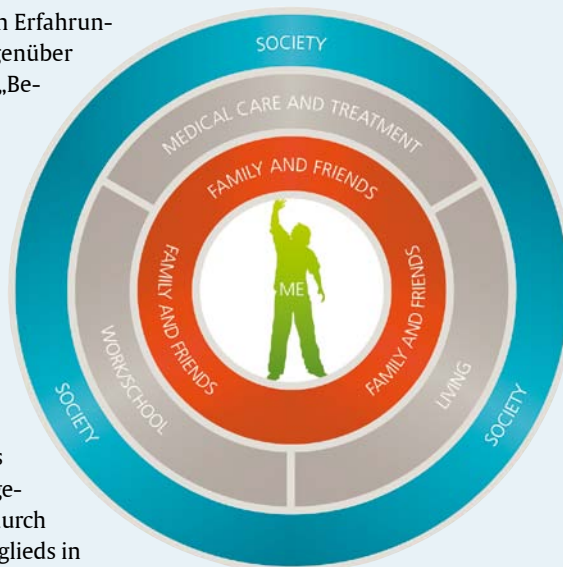 n Erfahrun-
genüber
„Be-
s
ge-
urch
glieds in
SOCIETY
MEDICAL CARE AND TREATMENT
FAMILY AND FRIENDS
ME
FAMILY AND FRIENDS
FAMILY AND FRIENDS
WORK/SCHOOL
LIVING
SOCIETY
SOCIETY